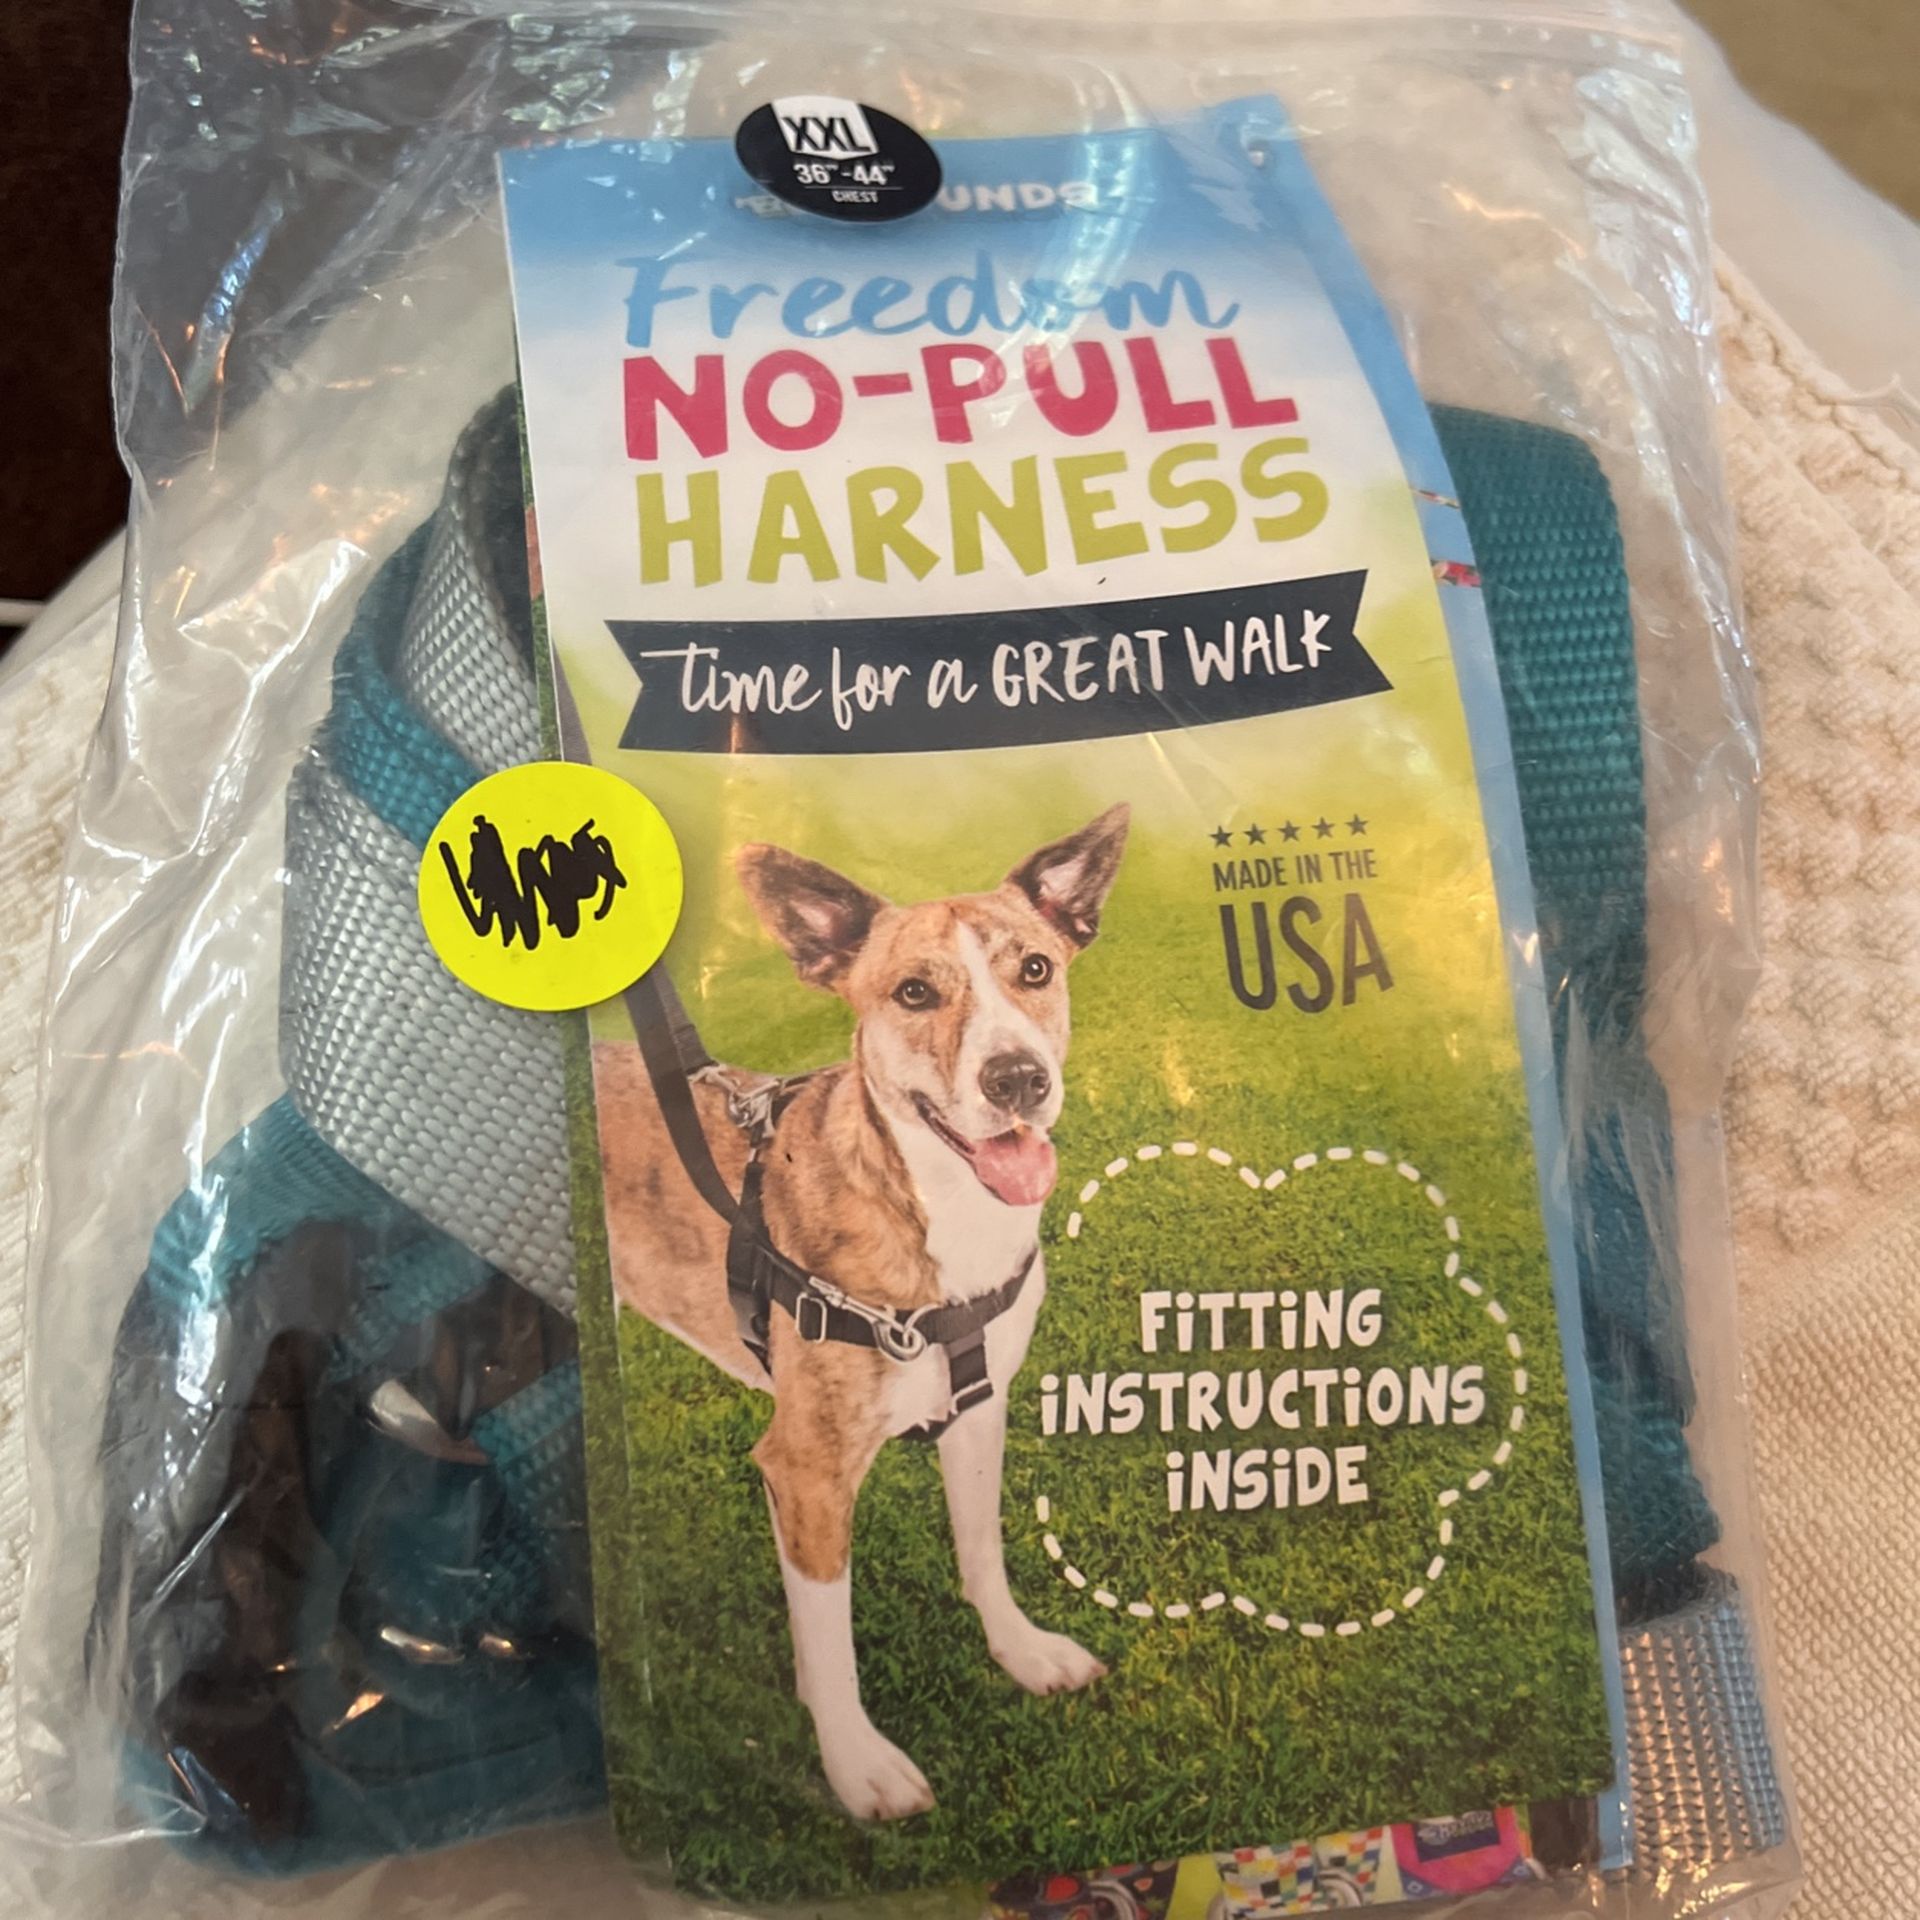 XXL
36"-44"
CHEST
Freedom
NO-PULL
HARNESS
time for a GREAT WALK
MADE IN THE
USA
FiTTiNG
iNSTRUCTiONS
iNSiDE